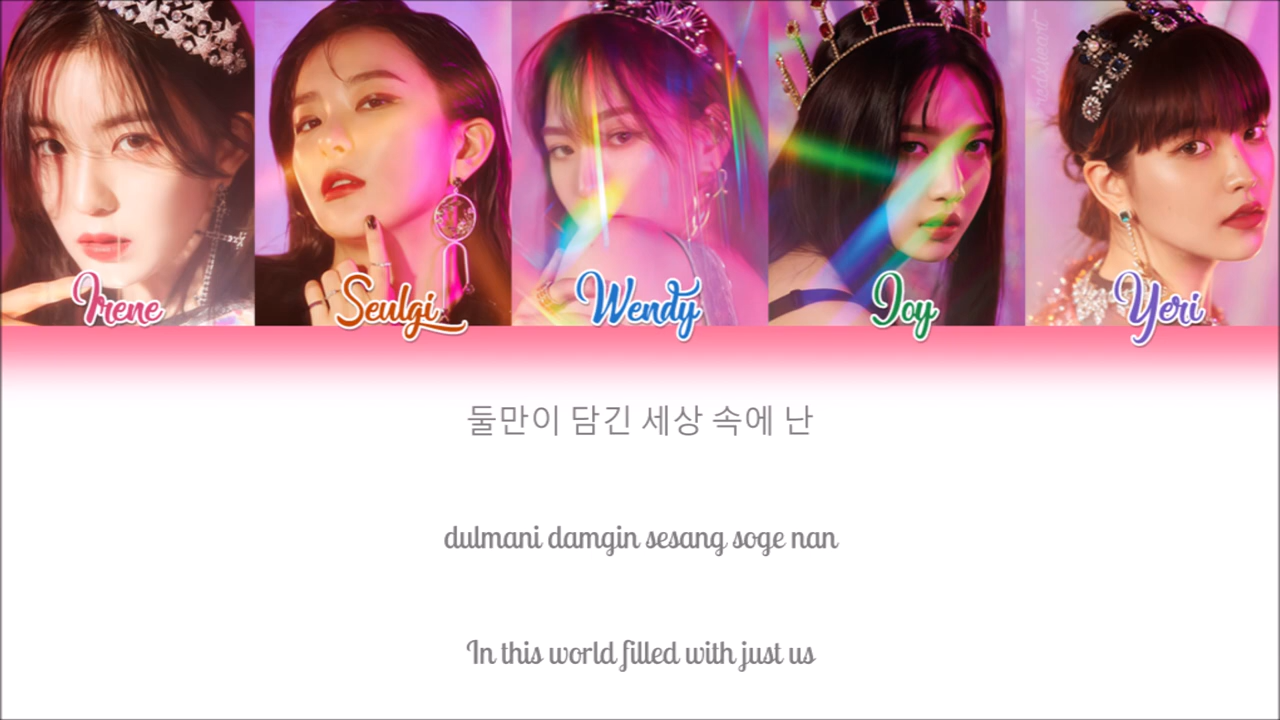 Irene
Seulgi
Wendy
Joy
Yeri
둘만이 담긴 세상 속에 난
dulmani damgin sesang soge nan
In this world filled with just us